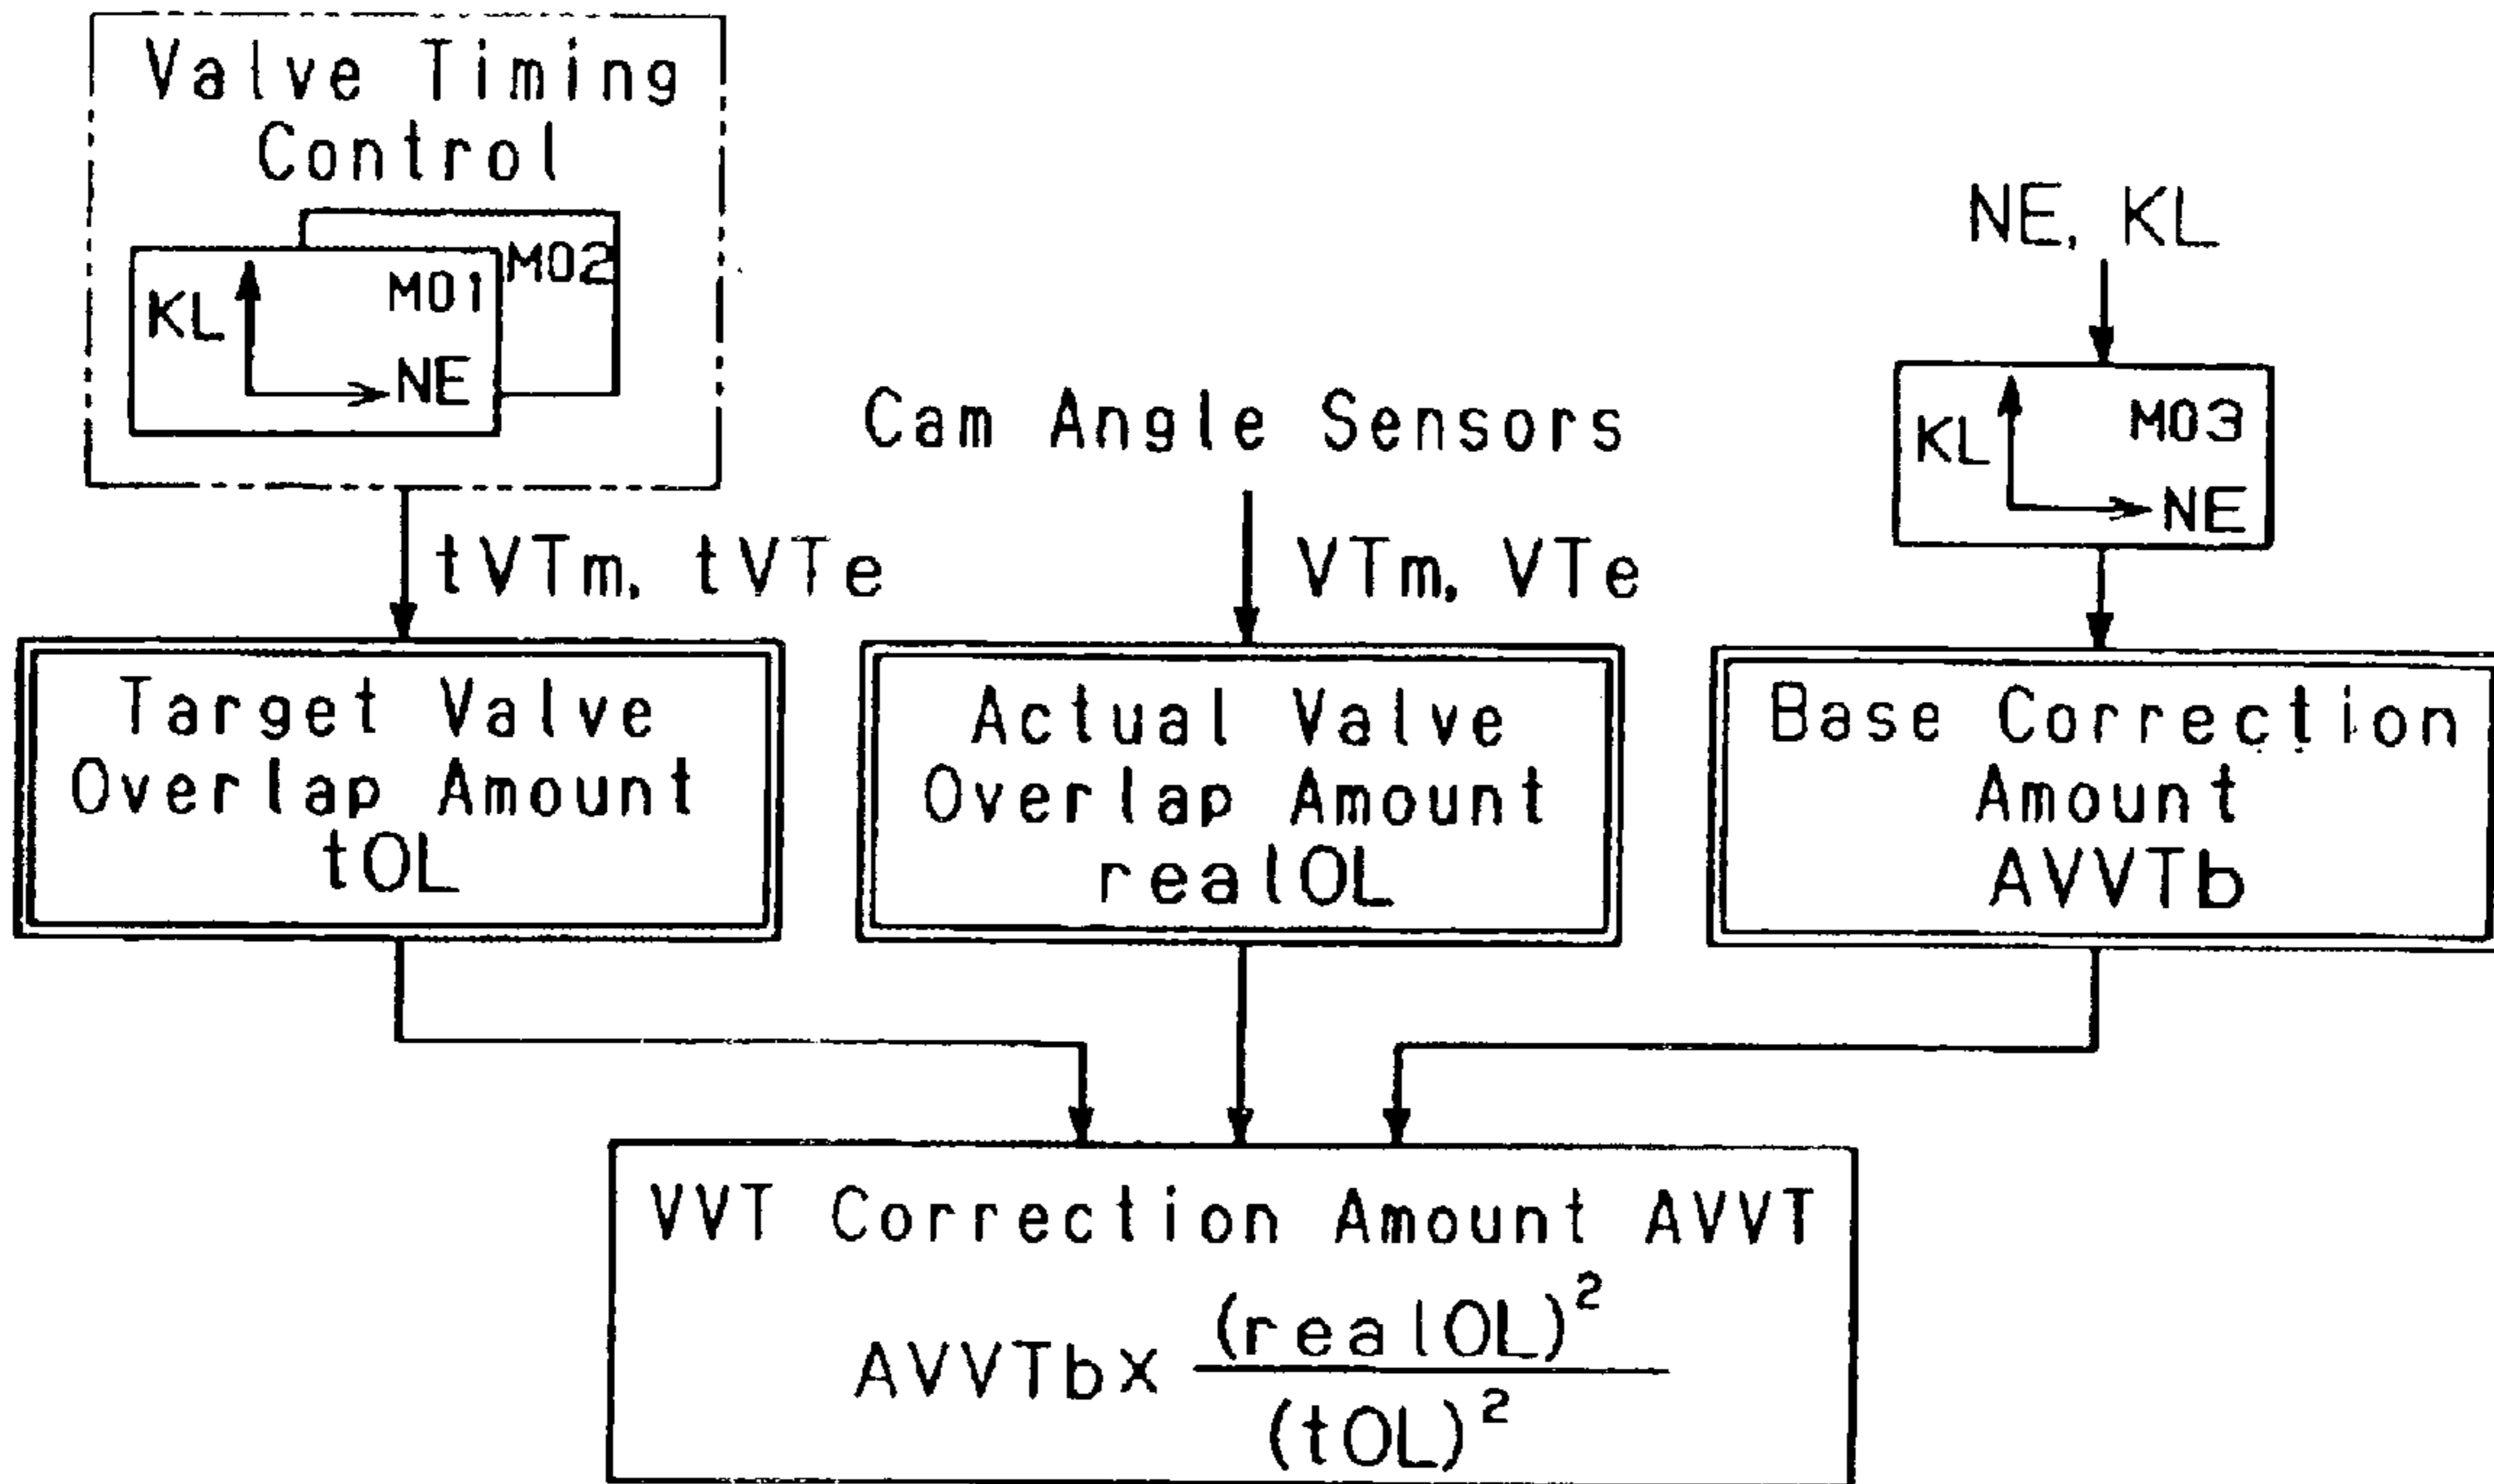 Valve Timing
Control
M02
M01
KL
NE
tVTm, tVTe
Cam Angle Sensors
VTm, VTe
NE, KL
M03
KL
NE
Target Valve
Overlap Amount
tOL
Actual Valve
Overlap Amount
realOL
Base Correction
Amount
AVVTb
VVT Correction Amount AVVT
AVVTb× (realOL)²
(tOL)²